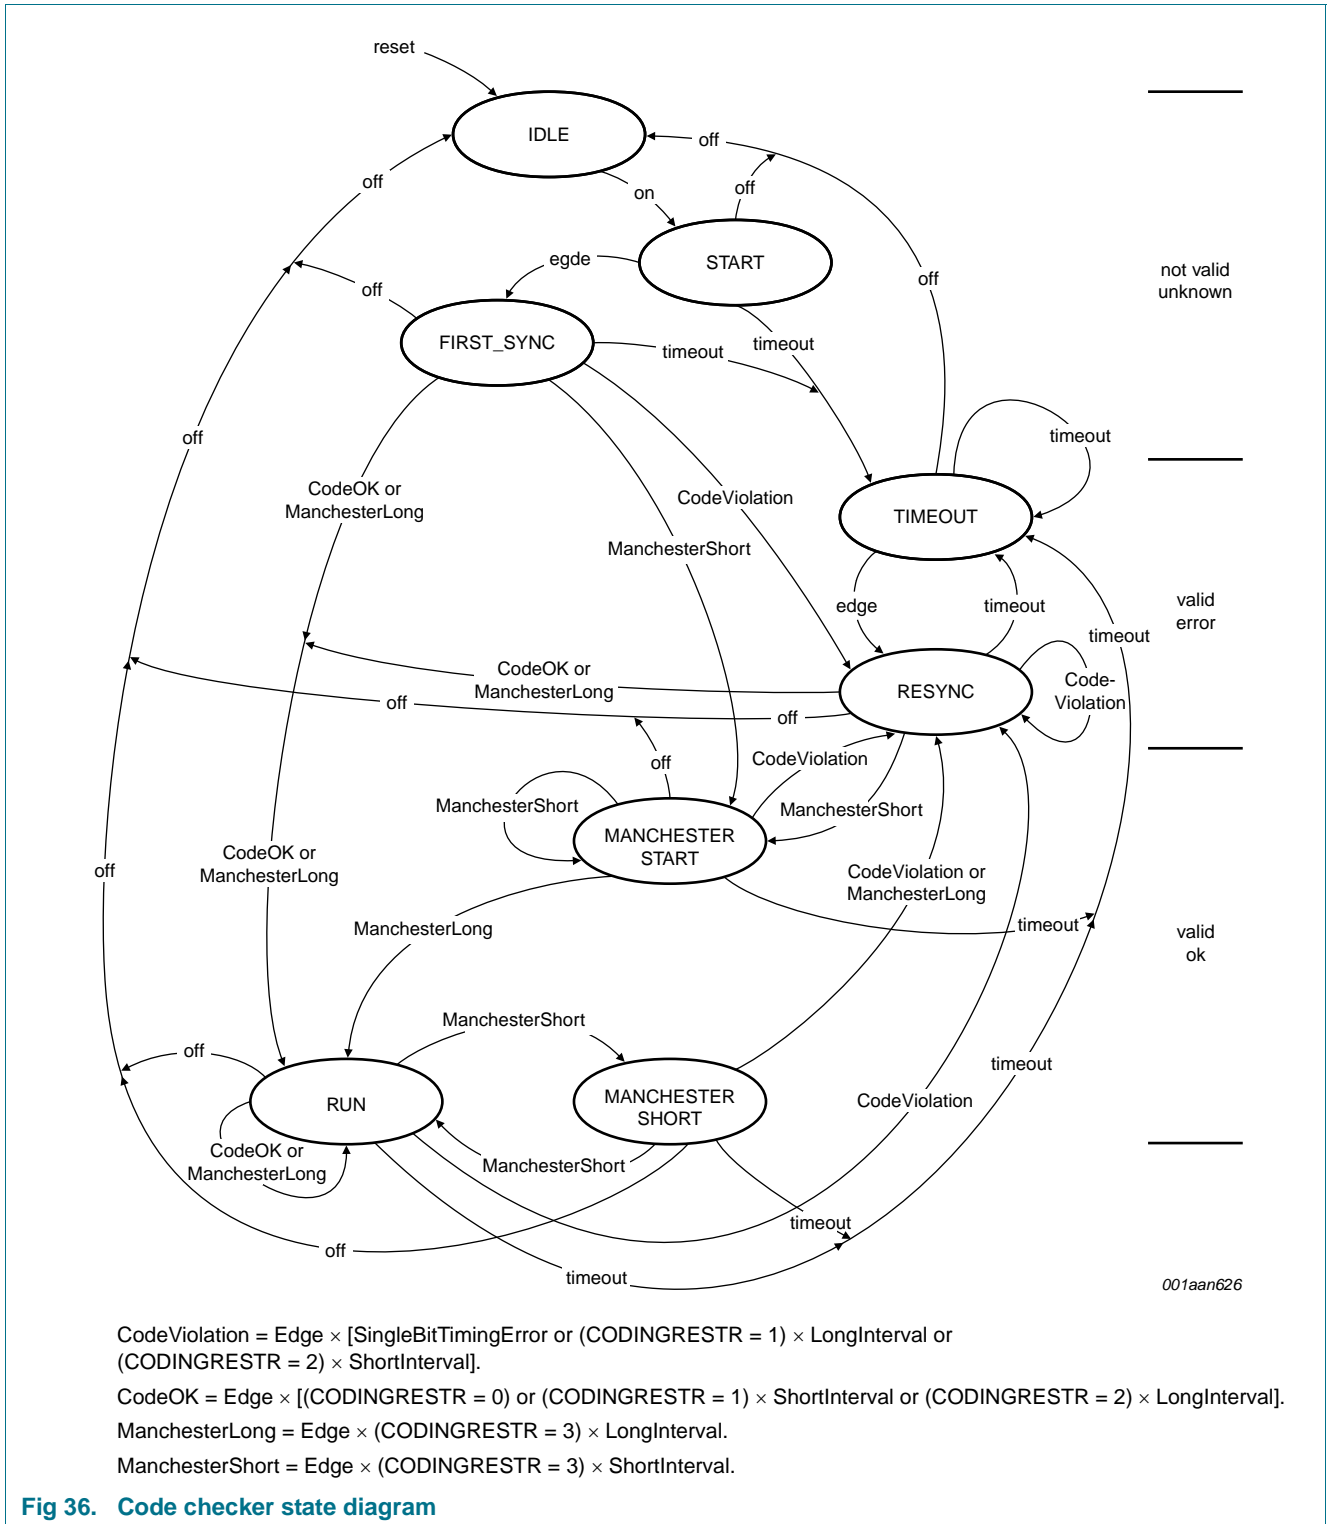 reset
IDLE
off
on
off
off
START
not valid
unknown
egde
off
off
FIRST_SYNC
timeout
timeout
off
timeout
CodeOK or
ManchesterLong
CodeViolation
TIMEOUT
ManchesterShort
edge
timeout
valid
error
timeout
CodeOK or
ManchesterLong
RESYNC
Code-
Violation
off
off
off
CodeViolation
ManchesterShort
ManchesterShort
MANCHESTER
START
CodeOK or
ManchesterLong
off
CodeViolation or
ManchesterLong
ManchesterLong
timeout
valid
ok
ManchesterShort
off
timeout
RUN
MANCHESTER
SHORT
CodeViolation
CodeOK or
ManchesterLong
ManchesterShort
timeout
off
timeout
001aan626
CodeViolation = Edge × [SingleBitTimingError or (CODINGRESTR = 1) × LongInterval or
(CODINGRESTR = 2) × ShortInterval].
CodeOK = Edge × [(CODINGRESTR = 0) or (CODINGRESTR = 1) × ShortInterval or (CODINGRESTR = 2) × LongInterval].
ManchesterLong = Edge × (CODINGRESTR = 3) × LongInterval.
ManchesterShort = Edge × (CODINGRESTR = 3) × ShortInterval.
Fig 36. Code checker state diagram